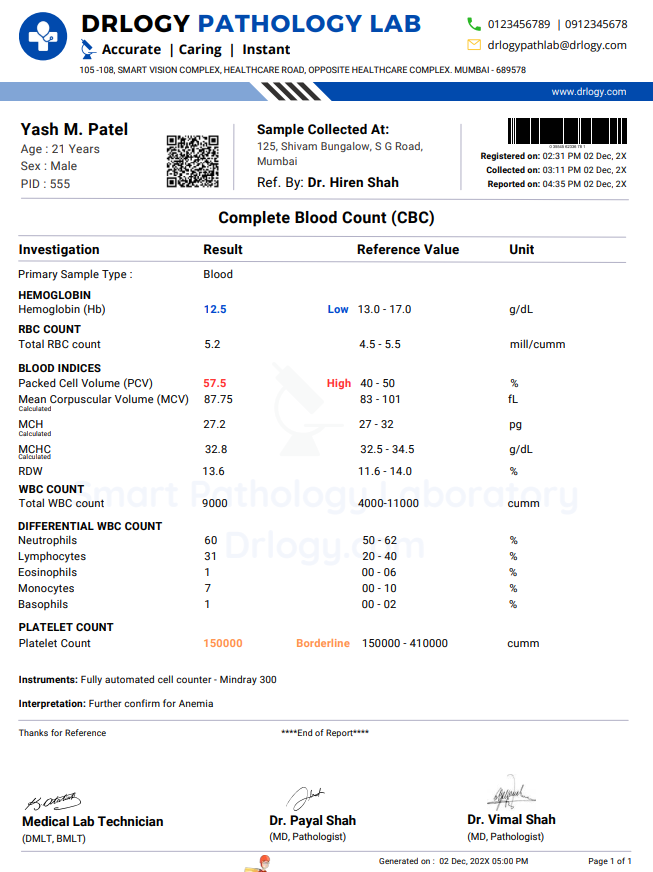 DRLOGY PATHOLOGY LAB
Accurate | Caring | Instant
0123456789 | 0912345678
drlogypathlab@drlogy.com
105 -108, SMART VISION COMPLEX, HEALTHCARE ROAD, OPPOSITE HEALTHCARE COMPLEX. MUMBAI - 689578
www.drlogy.com
Yash M. Patel
Age : 21 Years
Sex : Male
PID : 555
Sample Collected At:
125, Shivam Bungalow, S G Road,
Mumbai
Ref. By: Dr. Hiren Shah
Registered on: 02:31 PM 02 Dec, 2X
Collected on: 03:11 PM 02 Dec, 2X
Reported on: 04:35 PM 02 Dec, 2X
Complete Blood Count (CBC)
Investigation Result Reference Value Unit
Primary Sample Type : Blood
HEMOGLOBIN
Hemoglobin (Hb) 12.5 Low 13.0 - 17.0 g/dL
RBC COUNT
Total RBC count 5.2 4.5 - 5.5 mill/cumm
BLOOD INDICES
Packed Cell Volume (PCV) 57.5 High 40 - 50 %
Mean Corpuscular Volume (MCV) 87.75 83 - 101 fL
Calculated
MCH 27.2 27 - 32 pg
Calculated
MCHC 32.8 32.5 - 34.5 g/dL
Calculated
RDW 13.6 11.6 - 14.0 %
WBC COUNT
Total WBC count 9000 4000-11000 cumm
Smart Pathology Laboratory
Drlogy.com
DIFFERENTIAL WBC COUNT
Neutrophils 60 50 - 62 %
Lymphocytes 31 20 - 40 %
Eosinophils 1 00 - 06 %
Monocytes 7 00 - 10 %
Basophils 1 00 - 02 %
PLATELET COUNT
Platelet Count 150000 Borderline 150000 - 410000 cumm
Instruments: Fully automated cell counter - Mindray 300
Interpretation: Further confirm for Anemia
Thanks for Reference ****End of Report****
Medical Lab Technician
(DMLT, BMLT)
Dr. Payal Shah
(MD, Pathologist)
Dr. Vimal Shah
(MD, Pathologist)
Generated on : 02 Dec, 202X 05:00 PM Page 1 of 1